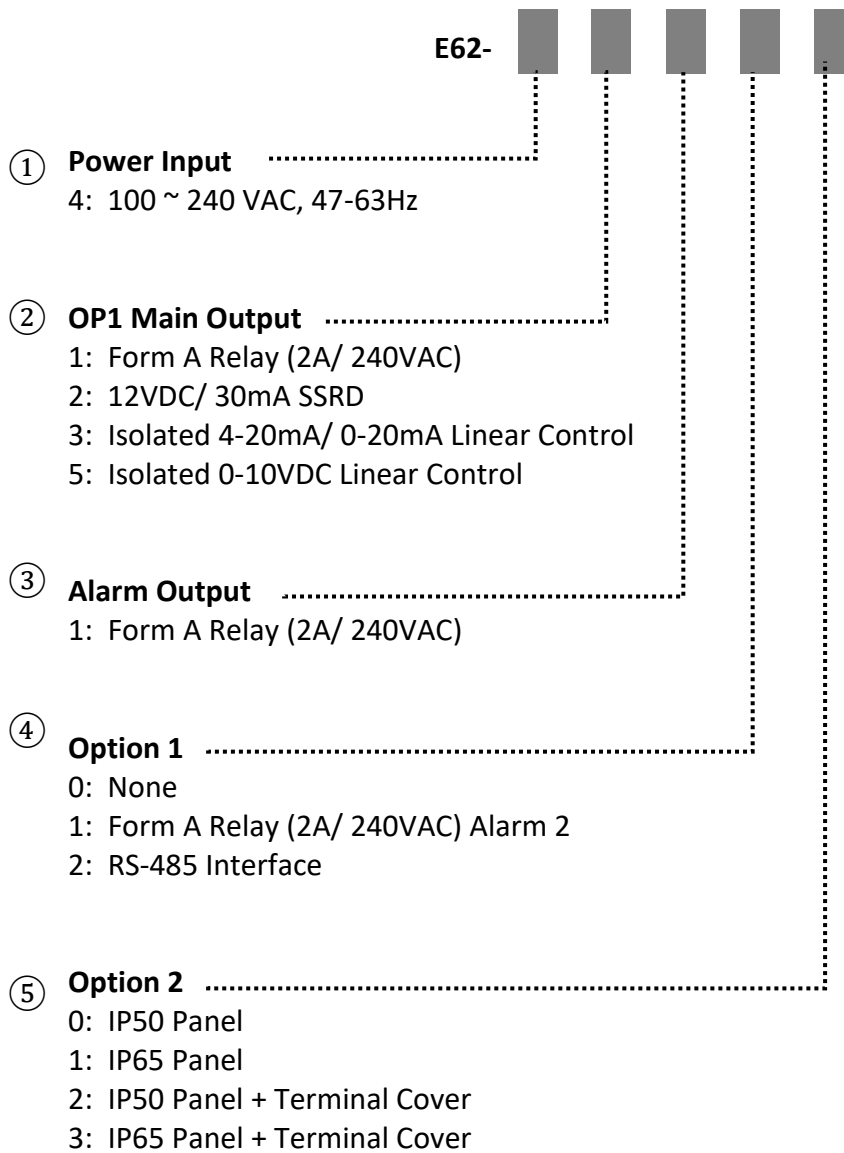 E62-
① Power Input
4: 100 ~ 240 VAC, 47-63Hz
② OP1 Main Output
1: Form A Relay (2A/ 240VAC)
2: 12VDC/ 30mA SSRD
3: Isolated 4-20mA/ 0-20mA Linear Control
5: Isolated 0-10VDC Linear Control
③ Alarm Output
1: Form A Relay (2A/ 240VAC)
④ Option 1
0: None
1: Form A Relay (2A/ 240VAC) Alarm 2
2: RS-485 Interface
⑤ Option 2
0: IP50 Panel
1: IP65 Panel
2: IP50 Panel + Terminal Cover
3: IP65 Panel + Terminal Cover